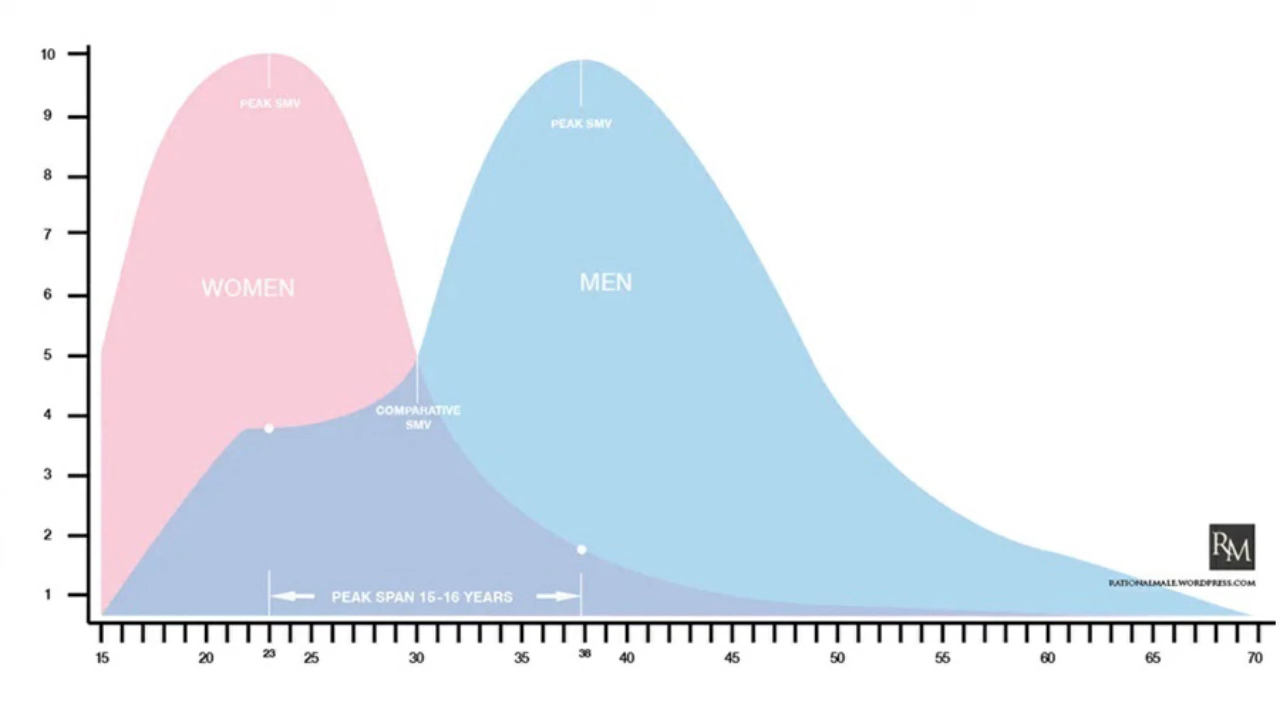 10
9
8
7
6
5
4
3
2
1
PEAK SMV
PEAK SMV
WOMEN
MEN
COMPARATIVE
SMV
PEAK SPAN 15-16 YEARS
RM
RATIONALMALE.WORDPRESS.COM
15 20 23 25 30 35 38 40 45 50 55 60 65 70